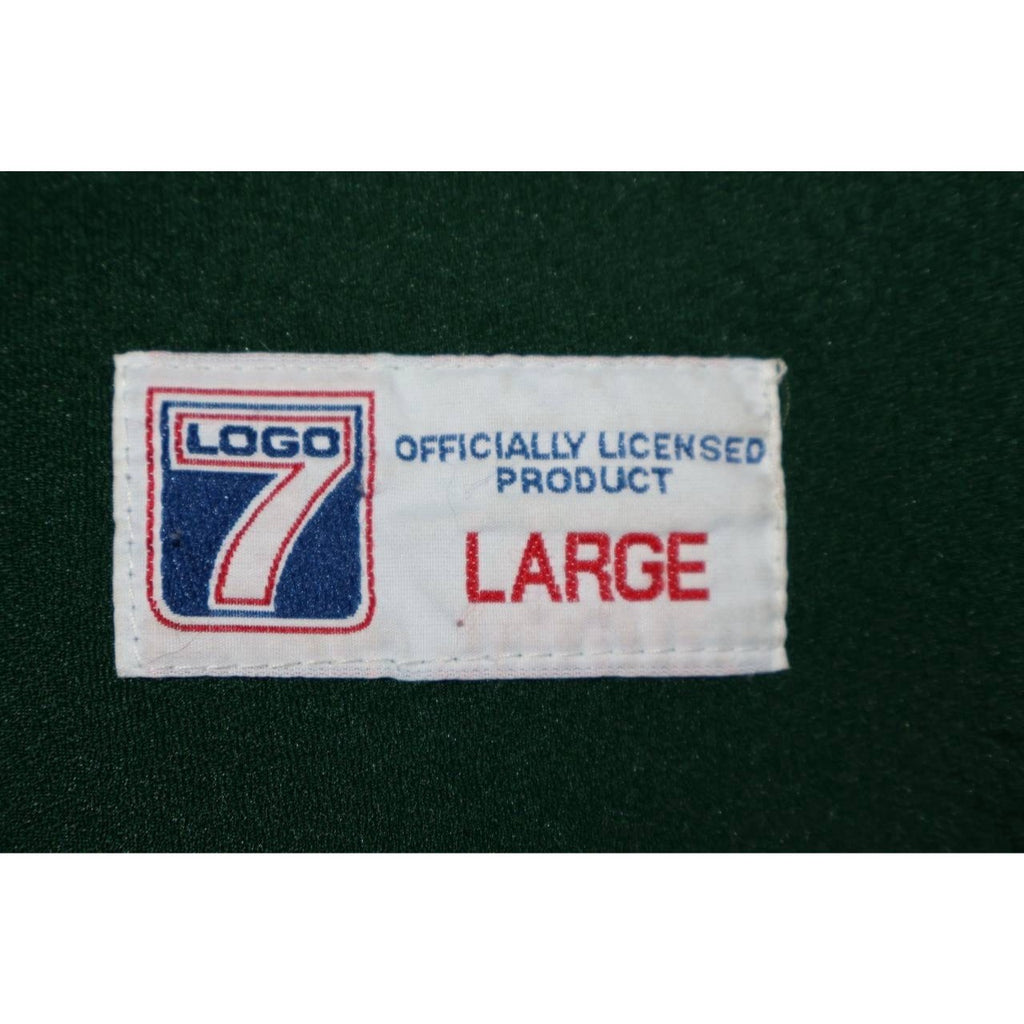 LOGO
7
OFFICIALLY LICENSED
PRODUCT
LARGE